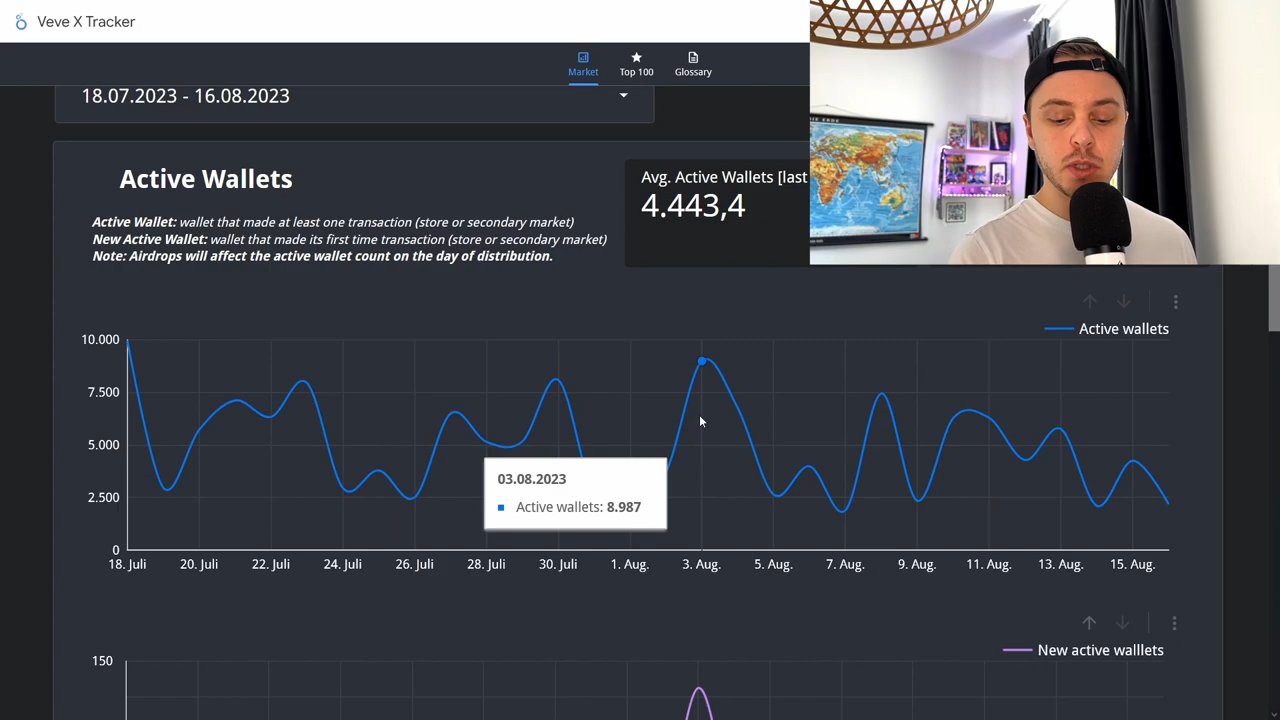 Veve X Tracker
Market
Top 100
Glossary
18.07.2023 - 16.08.2023
Active Wallets
Avg. Active Wallets [last
4.443,4
Active Wallet: wallet that made at least one transaction (store or secondary market)
New Active Wallet: wallet that made its first time transaction (store or secondary market)
Note: Airdrops will affect the active wallet count on the day of distribution.
Active wallets
10.000
7.500
5.000
2.500
0
03.08.2023
Active wallets: 8.987
18. Juli
20. Juli
22. Juli
24. Juli
26. Juli
28. Juli
30. Juli
1. Aug.
3. Aug.
5. Aug.
7. Aug.
9. Aug.
11. Aug.
13. Aug.
15. Aug.
New active walllets
150